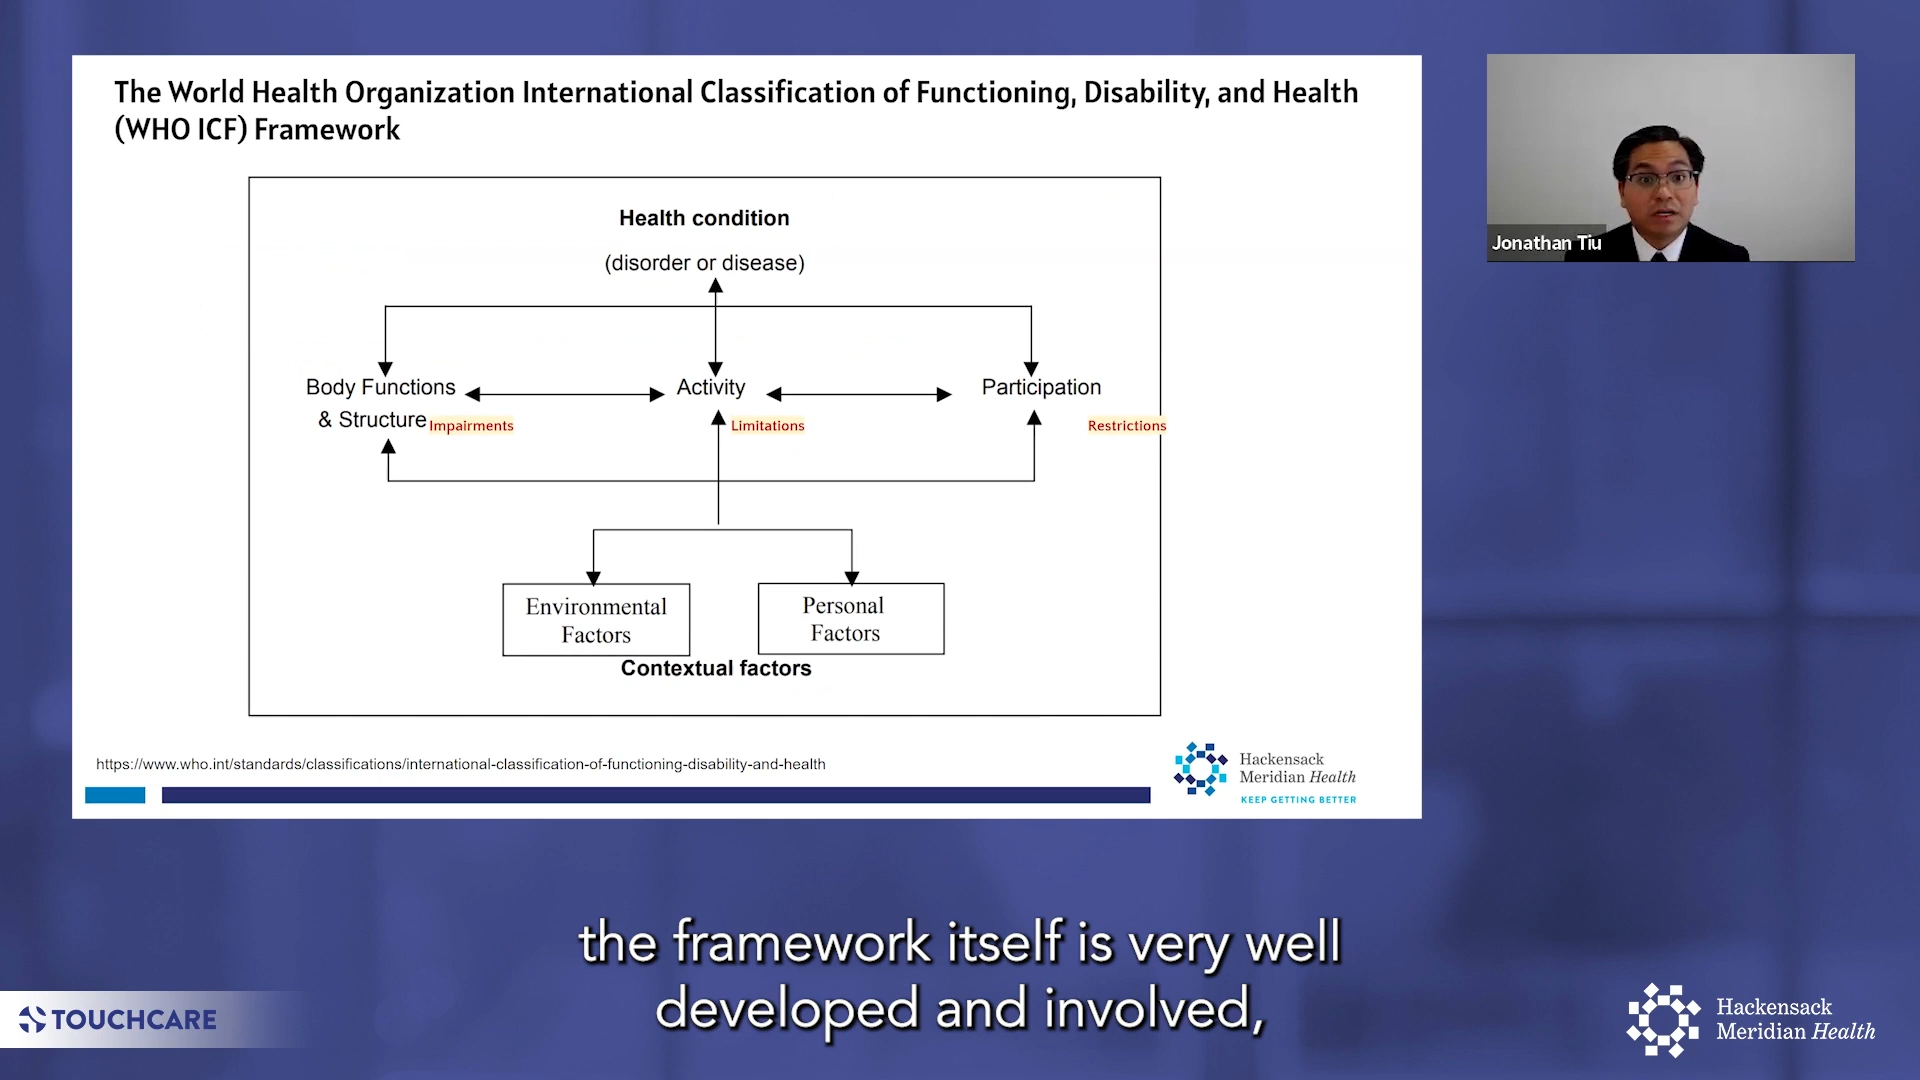 The World Health Organization International Classification of Functioning, Disability, and Health
(WHO ICF) Framework
Health condition
(disorder or disease)
Body Functions
& Structure
Impairments
Activity
Limitations
Participation
Restrictions
Environmental
Factors
Personal
Factors
Contextual factors
https://www.who.int/standards/classifications/international-classification-of-functioning-disability-and-health
Hackensack
Meridian Health
KEEP GETTING BETTER
Jonathan Tiu
the framework itself is very well
developed and involved,
TOUCHCARE
Hackensack
Meridian Health